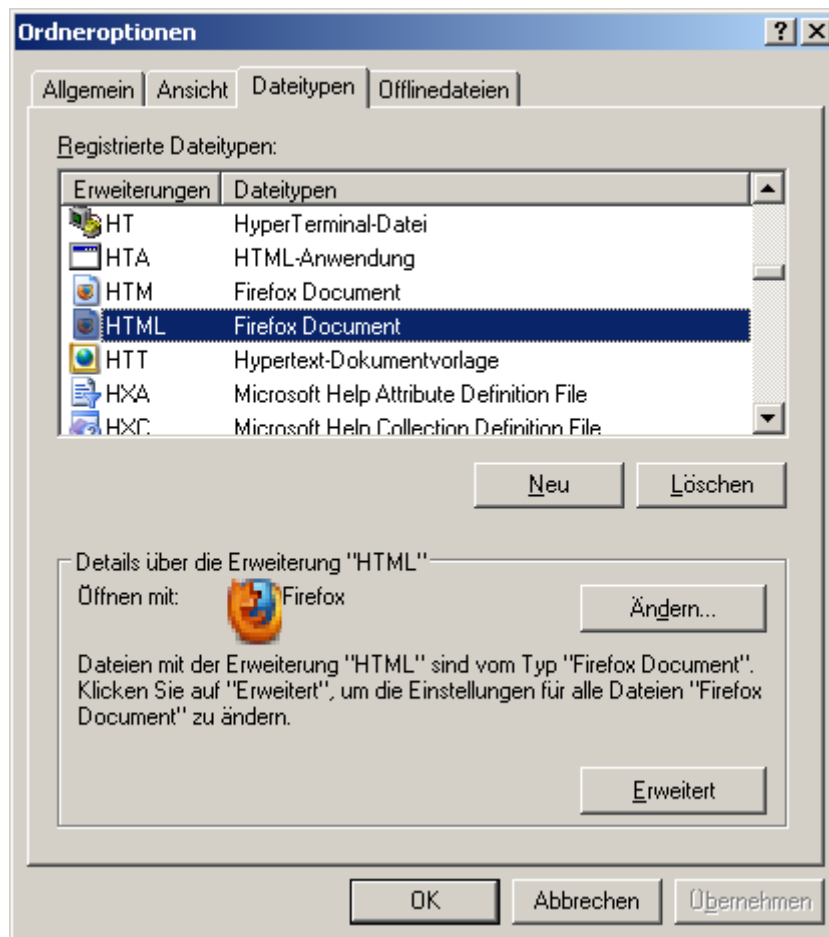 Ordneroptionen
Allgemein Ansicht Dateitypen Offlinedateien
Registrierte Dateitypen:
Erweiterungen Dateitypen
HT HyperTerminal-Datei
HTA HTML-Anwendung
HTM Firefox Document
HTML Firefox Document
HTT Hypertext-Dokumentvorlage
HXA Microsoft Help Attribute Definition File
HXC Microsoft Help Collection Definition File
Neu Löschen
Details über die Erweiterung "HTML"
Öffnen mit: Firefox
Ändern...
Dateien mit der Erweiterung "HTML" sind vom Typ "Firefox Document".
Klicken Sie auf "Erweitert", um die Einstellungen für alle Dateien "Firefox
Document" zu ändern.
Erweitert
OK Abbrechen Übernehmen